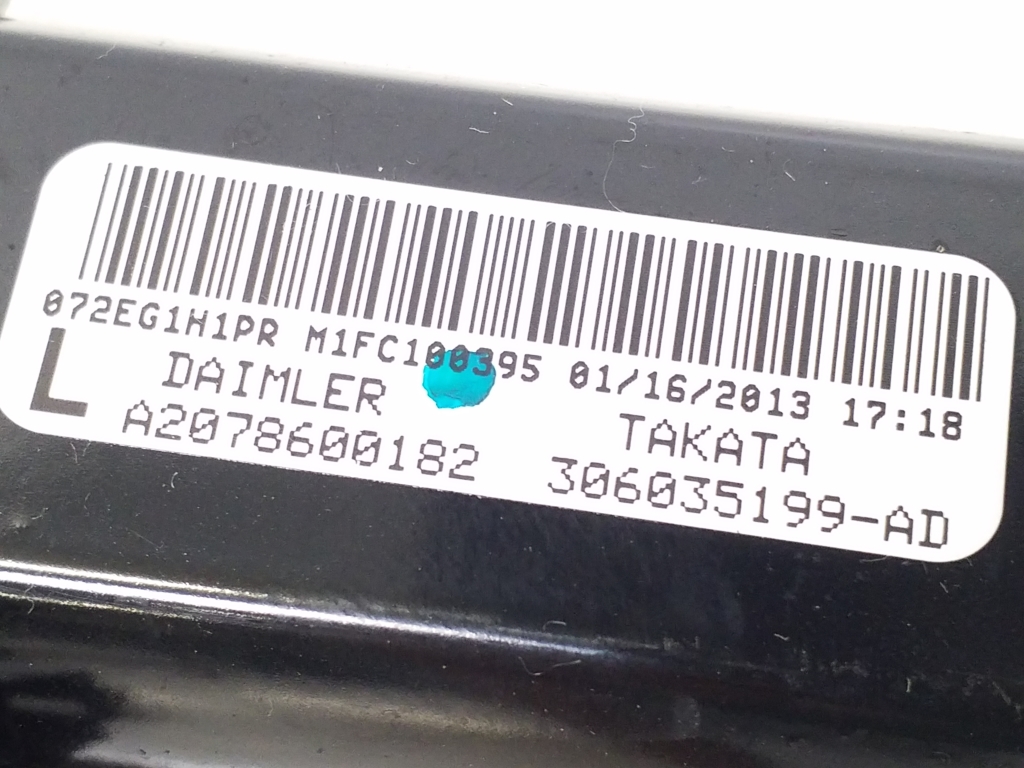 072EG1H1PR M1FC100395 01/16/2013 17:18
L DAIMLER TAKATA
A2078600182 306035199-AD